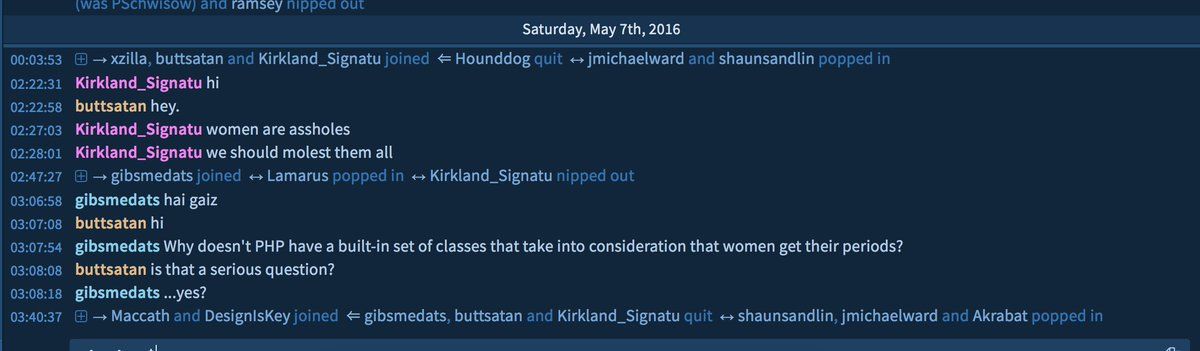 (was PSchwisow) and ramsey nipped out
Saturday, May 7th, 2016
00:03:53 → xzilla, buttsatan and Kirkland_Signatu joined ⇐ Hounddog quit ↔ jmichaelward and shaunsandlin popped in
02:22:31 Kirkland_Signatu hi
02:22:58 buttsatan hey.
02:27:03 Kirkland_Signatu women are assholes
02:28:01 Kirkland_Signatu we should molest them all
02:47:27 → gibsmedats joined ↔ Lamarus popped in ↔ Kirkland_Signatu nipped out
03:06:58 gibsmedats hai gaiz
03:07:08 buttsatan hi
03:07:54 gibsmedats Why doesn't PHP have a built-in set of classes that take into consideration that women get their periods?
03:08:08 buttsatan is that a serious question?
03:08:18 gibsmedats ...yes?
03:40:37 → Maccath and DesignIsKey joined ⇐ gibsmedats, buttsatan and Kirkland_Signatu quit ↔ shaunsandlin, jmichaelward and Akrabat popped in